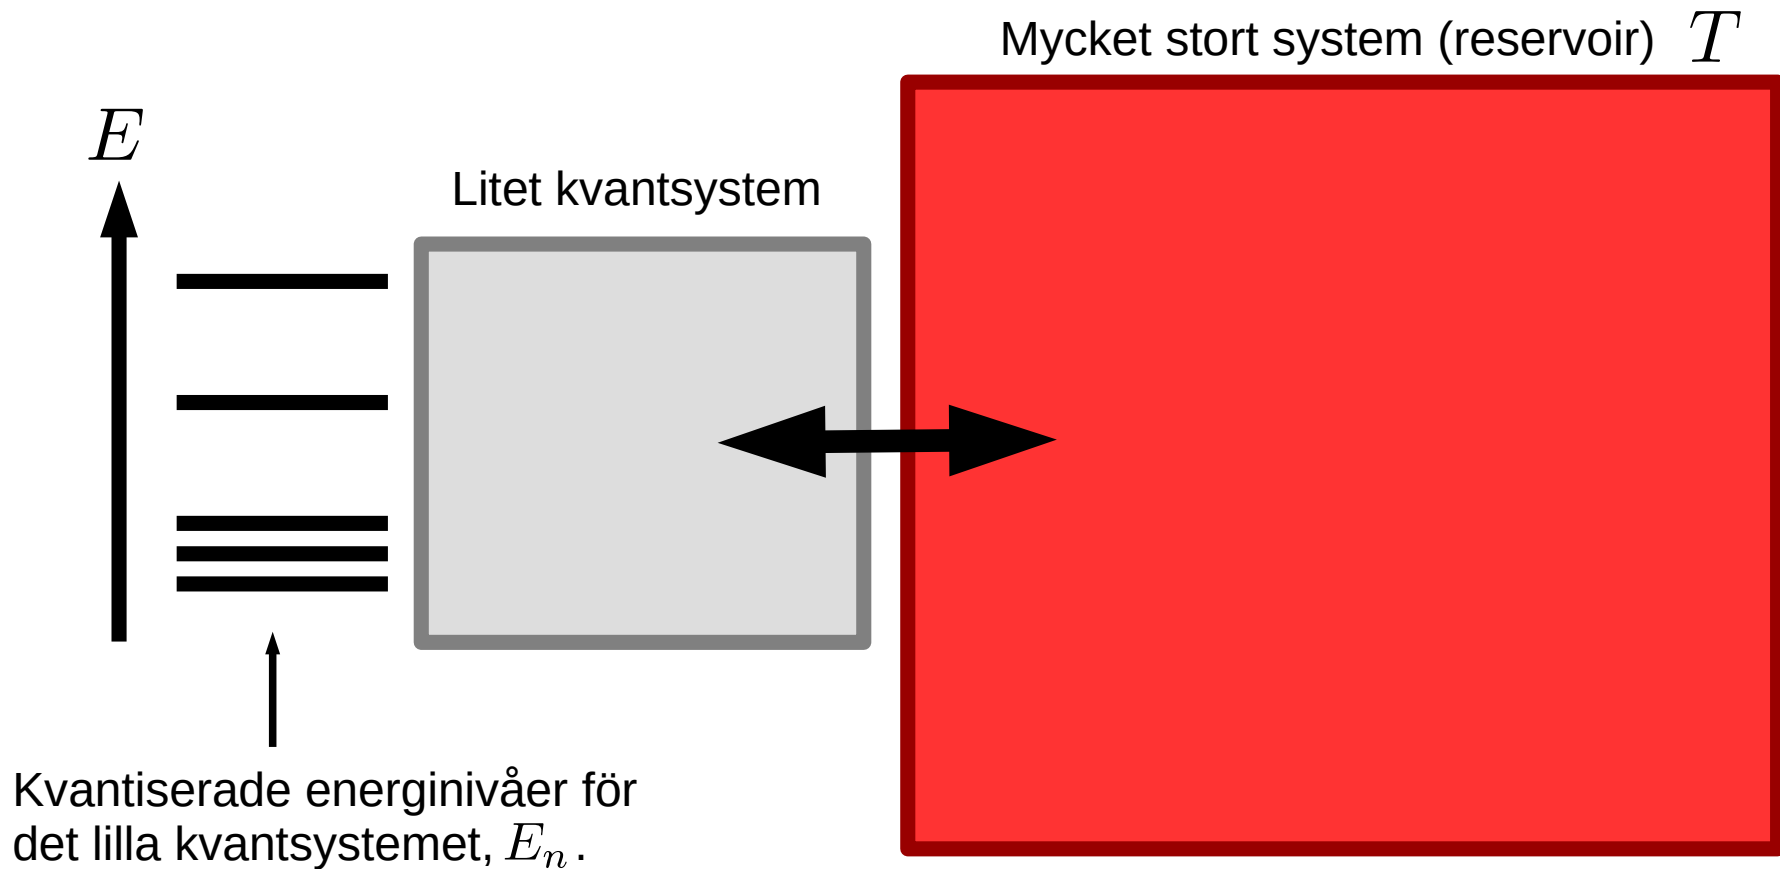 Mycket stort system (reservoir) T
E
Litet kvantsystem
Kvantiserade energinivåer för
det lilla kvantsystemet, Eₙ.